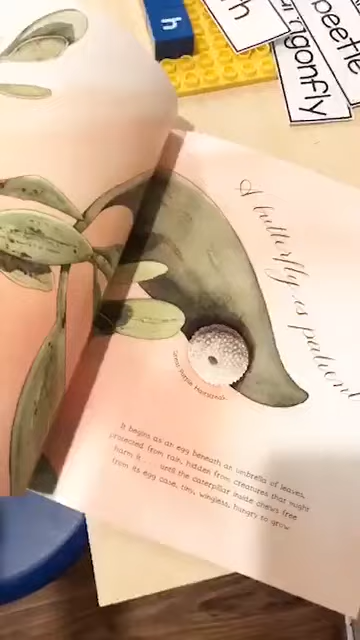 h
th
beetle
dragonfly
A butterfly is patient
Great Purple Hairstreak
It begins as an egg beneath an umbrella of leaves,
protected from rain, hidden from creatures that might
harm it . . . until the caterpillar inside chews free
from its egg case, tiny, wingless, hungry to grow